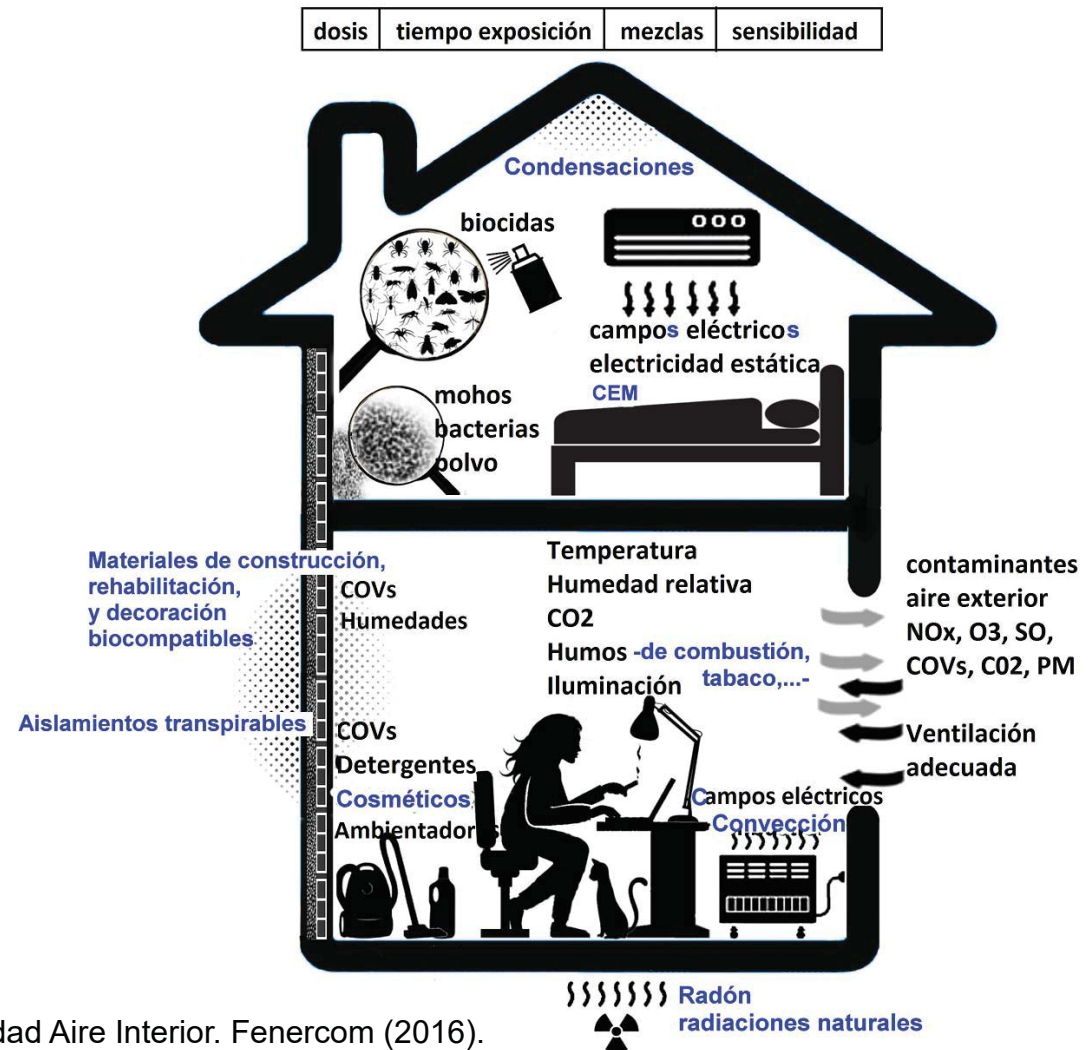 dosis tiempo exposición mezclas sensibilidad
Condensaciones
biocidas
campos eléctricos
electricidad estática
CEM
mohos
bacterias
polvo
Materiales de construcción,
rehabilitación,
y decoración
biocompatibles
COVs
Humedades
Temperatura
Humedad relativa
CO2
Humos -de combustión,
tabaco,...-
Iluminación
contaminantes
aire exterior
NOx, O3, SO,
COVs, C02, PM
Ventilación
adecuada
Aislamientos transpirables
COVs
Detergentes
Cosméticos
Ambientadores
Campos eléctricos
Convección
Radón
radiaciones naturales
dad Aire Interior. Fenercom (2016).